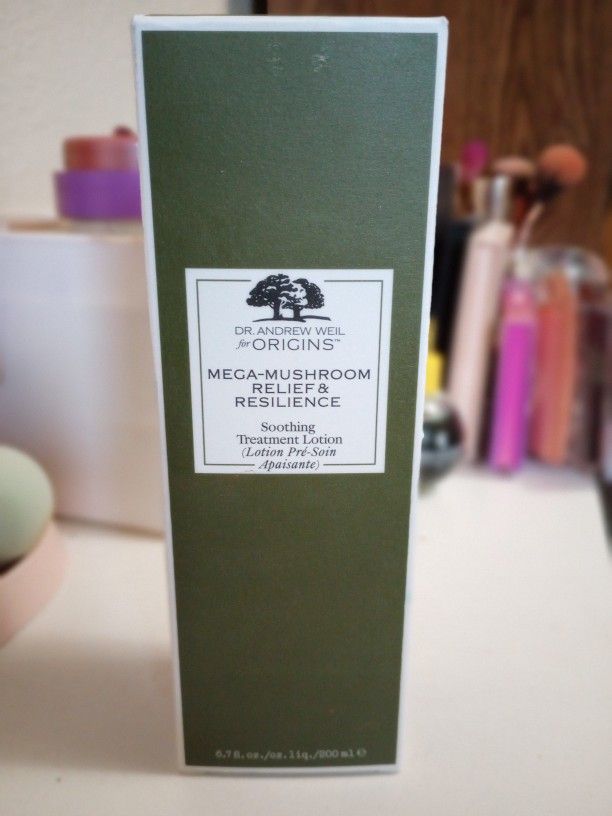 DR. ANDREW WEIL
for ORIGINS™
MEGA-MUSHROOM
RELIEF &
RESILIENCE
Soothing
Treatment Lotion
(Lotion Pré-Soin
Apaisante)
6.7 fl. oz./oz. liq./200 ml ℮